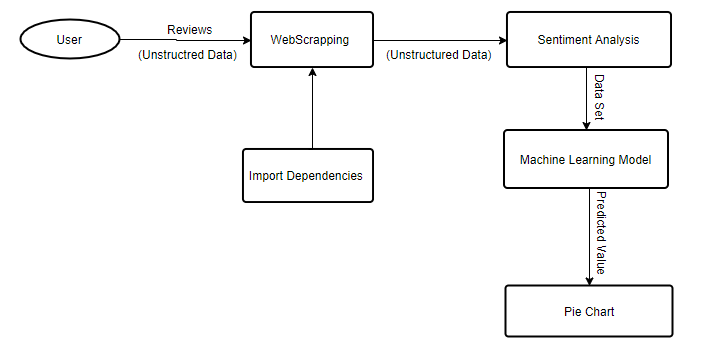 User
Reviews
(Unstructred Data)
WebScrapping
(Unstructured Data)
Sentiment Analysis
Data Set
Import Dependencies
Machine Learning Model
Predicted Value
Pie Chart